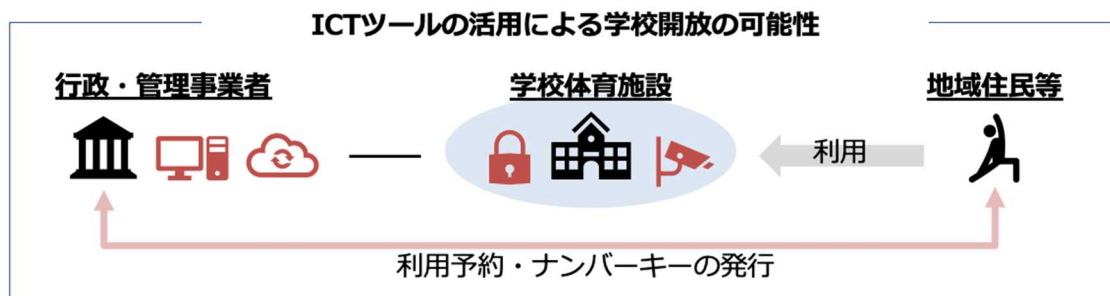 ICTツールの活用による学校開放の可能性
行政・管理事業者
学校体育施設
地域住民等
利用
利用予約・ナンバーキーの発行